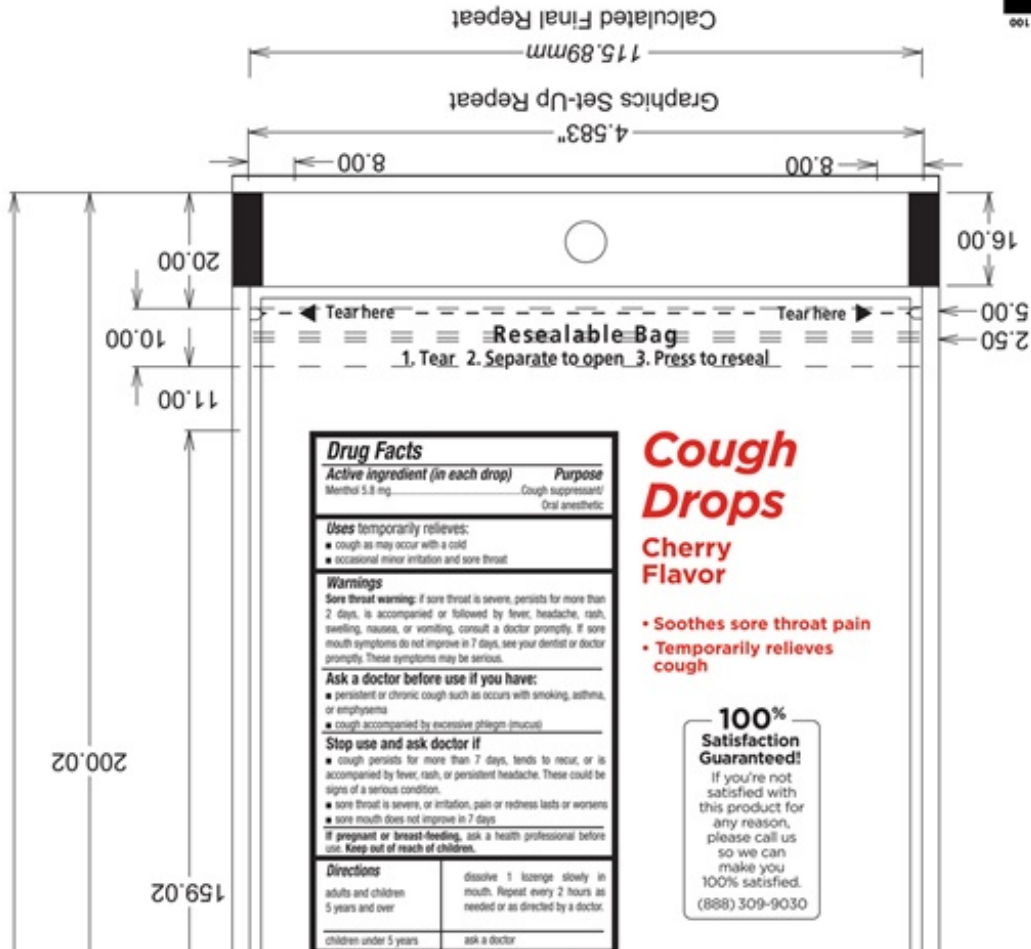 Calculated Final Repeat
115.89mm
Graphics Set-Up Repeat
4.583"
8.00
8.00
100
20.00
16.00
10.00
5.00
2.50
11.00
200.02
159.02
Tear here
Tear here
Resealable Bag
1. Tear 2. Separate to open 3. Press to reseal
Drug Facts
Active ingredient (in each drop) Purpose
Menthol 5.8 mg Cough suppressant/
Oral anesthetic
Uses temporarily relieves:
■ cough as may occur with a cold
■ occasional minor irritation and sore throat
Warnings
Sore throat warning: if sore throat is severe, persists for more than
2 days, is accompanied or followed by fever, headache, rash,
swelling, nausea, or vomiting, consult a doctor promptly. If sore
mouth symptoms do not improve in 7 days, see your dentist or doctor
promptly. These symptoms may be serious.
Ask a doctor before use if you have:
■ persistent or chronic cough such as occurs with smoking, asthma,
or emphysema
■ cough accompanied by excessive phlegm (mucus)
Stop use and ask doctor if
■ cough persists for more than 7 days, tends to recur, or is
accompanied by fever, rash, or persistent headache. These could be
signs of a serious condition.
■ sore throat is severe, or irritation, pain or redness lasts or worsens
■ sore mouth does not improve in 7 days
If pregnant or breast-feeding, ask a health professional before
use. Keep out of reach of children.
Directions
adults and children
5 years and over
dissolve 1 lozenge slowly in
mouth. Repeat every 2 hours as
needed or as directed by a doctor.
children under 5 years ask a doctor
Cough
Drops
Cherry
Flavor
• Soothes sore throat pain
• Temporarily relieves
cough
100%
Satisfaction
Guaranteed!
If you're not
satisfied with
this product for
any reason,
please call us
so we can
make you
100% satisfied.
(888) 309-9030